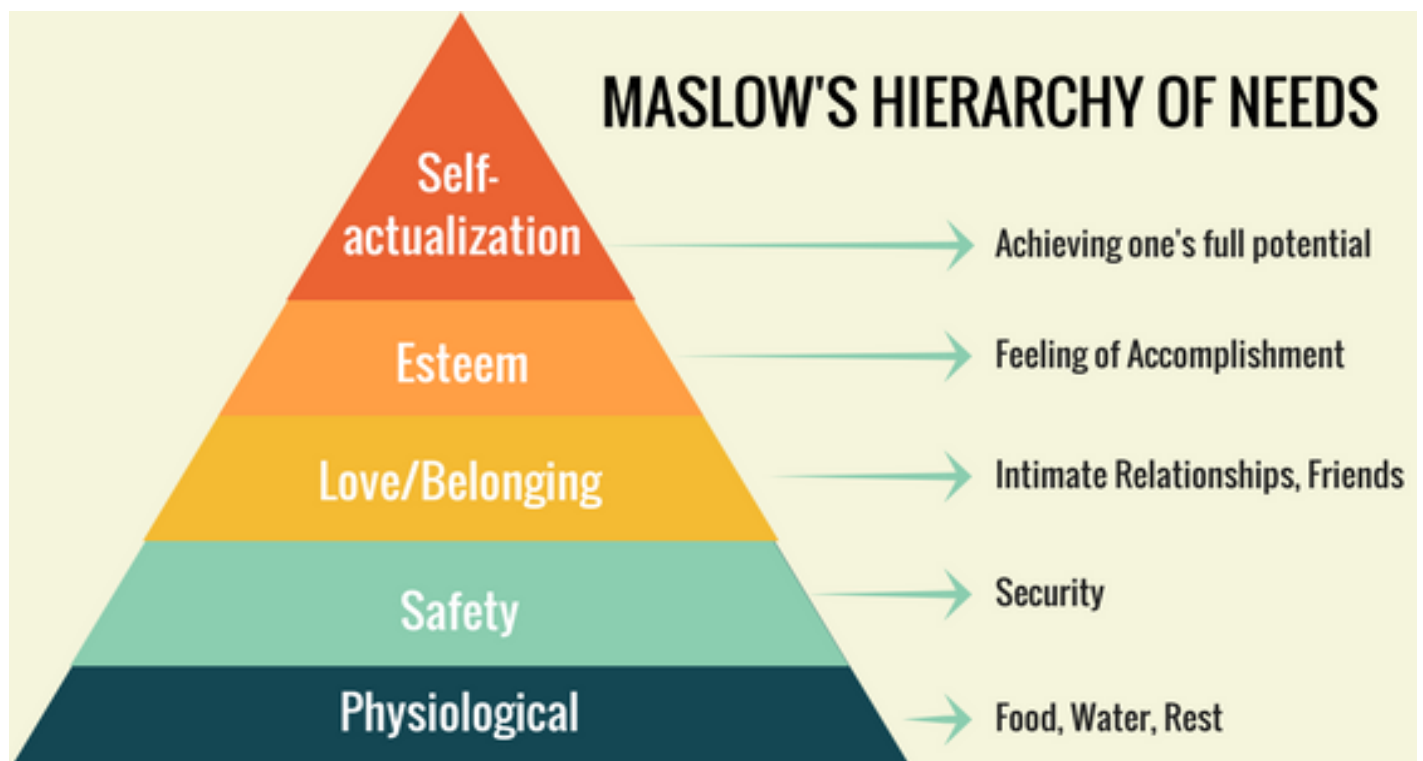 MASLOW'S HIERARCHY OF NEEDS
Self-
actualization
Achieving one's full potential
Esteem
Feeling of Accomplishment
Love/Belonging
Intimate Relationships, Friends
Safety
Security
Physiological
Food, Water, Rest